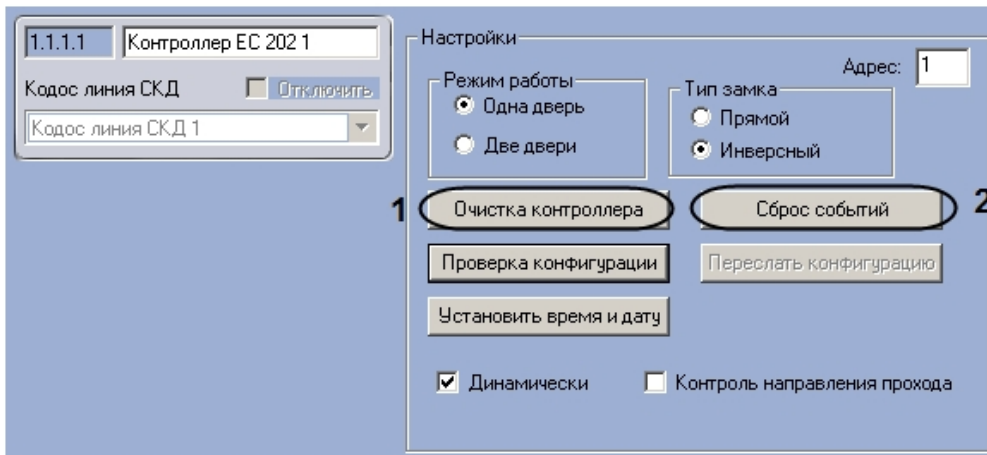 1.1.1.1 Контроллер ЕС 202 1
Кодос линия СКД Отключить
Кодос линия СКД 1
Настройки
Адрес: 1
Режим работы
Одна дверь
Две двери
Тип замка
Прямой
Инверсный
1 Очистка контроллера Сброс событий 2
Проверка конфигурации Переслать конфигурацию
Установить время и дату
Динамически Контроль направления прохода